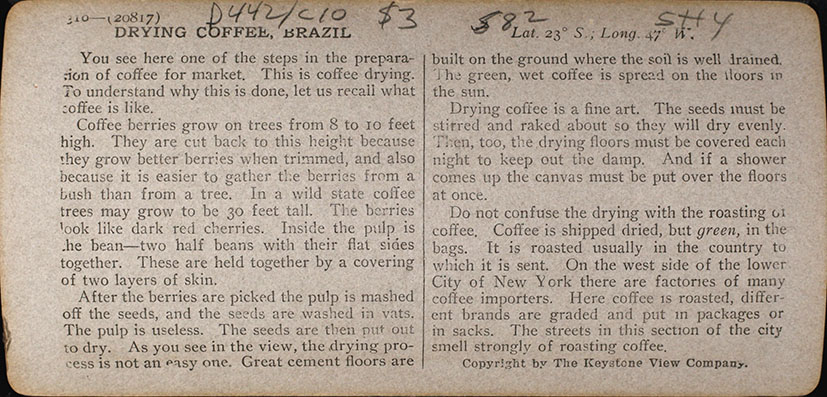 310—(20817) D442/C10 $3 582 5H4
DRYING COFFEE, BRAZIL Lat. 23° S.; Long. 47° W.
You see here one of the steps in the prepara-
tion of coffee for market. This is coffee drying.
To understand why this is done, let us recall what
coffee is like.
Coffee berries grow on trees from 8 to 10 feet
high. They are cut back to this height because
they grow better berries when trimmed, and also
because it is easier to gather the berries from a
bush than from a tree. In a wild state coffee
trees may grow to be 30 feet tall. The berries
look like dark red cherries. Inside the pulp is
the bean—two half beans with their flat sides
together. These are held together by a covering
of two layers of skin.
After the berries are picked the pulp is mashed
off the seeds, and the seeds are washed in vats.
The pulp is useless. The seeds are then put out
to dry. As you see in the view, the drying pro-
cess is not an easy one. Great cement floors are
built on the ground where the soil is well drained.
The green, wet coffee is spread on the floors in
the sun.
Drying coffee is a fine art. The seeds must be
stirred and raked about so they will dry evenly.
Then, too, the drying floors must be covered each
night to keep out the damp. And if a shower
comes up the canvas must be put over the floors
at once.
Do not confuse the drying with the roasting of
coffee. Coffee is shipped dried, but green, in the
bags. It is roasted usually in the country to
which it is sent. On the west side of the lower
City of New York there are factories of many
coffee importers. Here coffee is roasted, differ-
ent brands are graded and put in packages or
in sacks. The streets in this section of the city
smell strongly of roasting coffee.
Copyright by The Keystone View Company.